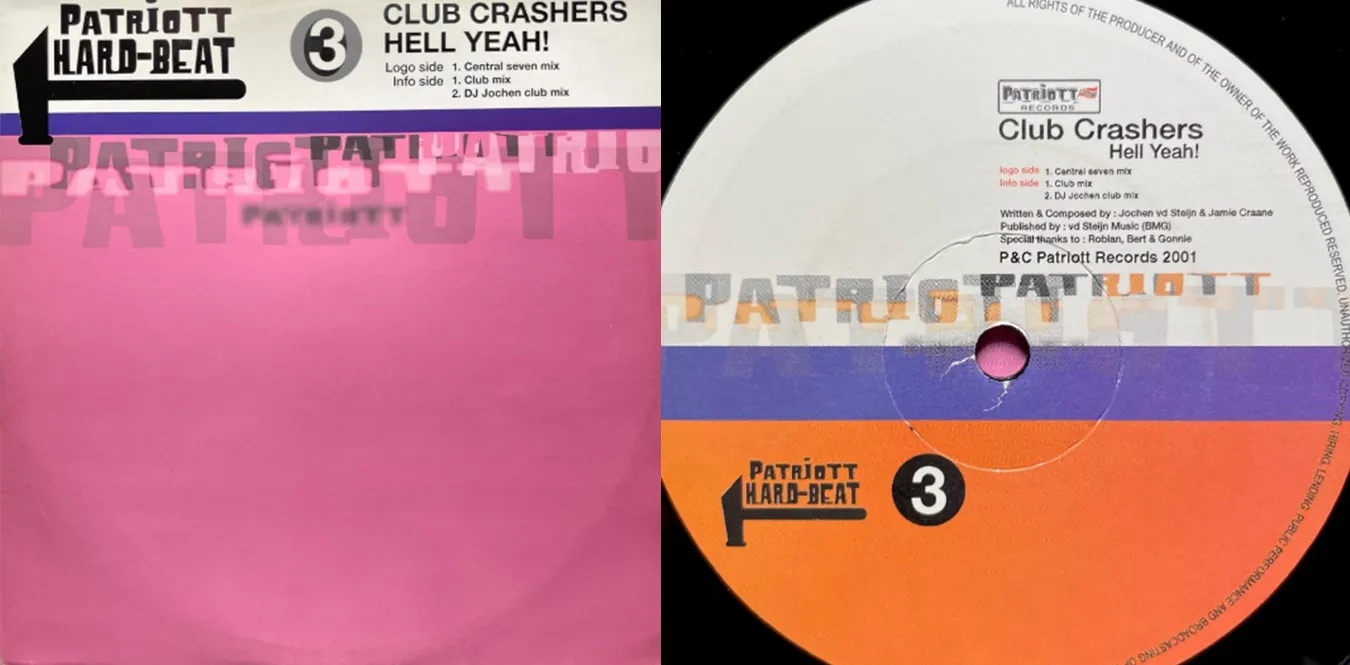 PATRIOTT
HARD-BEAT
3
CLUB CRASHERS
HELL YEAH!
Logo side 1. Central seven mix
Info side 1. Club mix
2. DJ Jochen club mix
PATRIOTT
PATRIOTT
PATRIOTT
PATRIOTT
ALL RIGHTS OF THE PRODUCER AND OF THE OWNER OF THE WORK REPRODUCED RESERVED. UNAUTHORIZED COPYING, HIRING, LENDING, PUBLIC PERFORMANCE AND BROADCASTING OF
PATRIOTT
RECORDS
Club Crashers
Hell Yeah!
logo side 1. Central seven mix
Info side 1. Club mix
2. DJ Jochen club mix
Written & Composed by : Jochen vd Steijn & Jamie Craane
Published by : vd Steijn Music (BMG)
Special thanks to : Robian, Bert & Gonnie
P&C Patriott Records 2001
PATRIOTT
PATRIOTT
PATRIOTT
PATRIOTT
HARD-BEAT
3